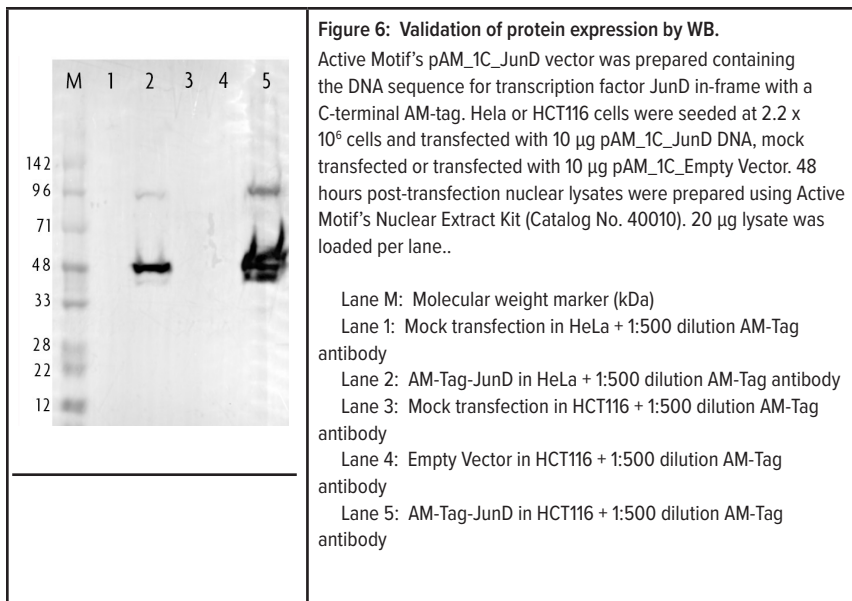 M 1 2 3 4 5
142
96
71
48
33
28
22
12
Figure 6: Validation of protein expression by WB.
Active Motif’s pAM_1C_JunD vector was prepared containing
the DNA sequence for transcription factor JunD in-frame with a
C-terminal AM-tag. Hela or HCT116 cells were seeded at 2.2 x
10⁶ cells and transfected with 10 µg pAM_1C_JunD DNA, mock
transfected or transfected with 10 µg pAM_1C_Empty Vector. 48
hours post-transfection nuclear lysates were prepared using Active
Motif’s Nuclear Extract Kit (Catalog No. 40010). 20 µg lysate was
loaded per lane..
Lane M: Molecular weight marker (kDa)
Lane 1: Mock transfection in HeLa + 1:500 dilution AM-Tag
antibody
Lane 2: AM-Tag-JunD in HeLa + 1:500 dilution AM-Tag antibody
Lane 3: Mock transfection in HCT116 + 1:500 dilution AM-Tag
antibody
Lane 4: Empty Vector in HCT116 + 1:500 dilution AM-Tag
antibody
Lane 5: AM-Tag-JunD in HCT116 + 1:500 dilution AM-Tag
antibody